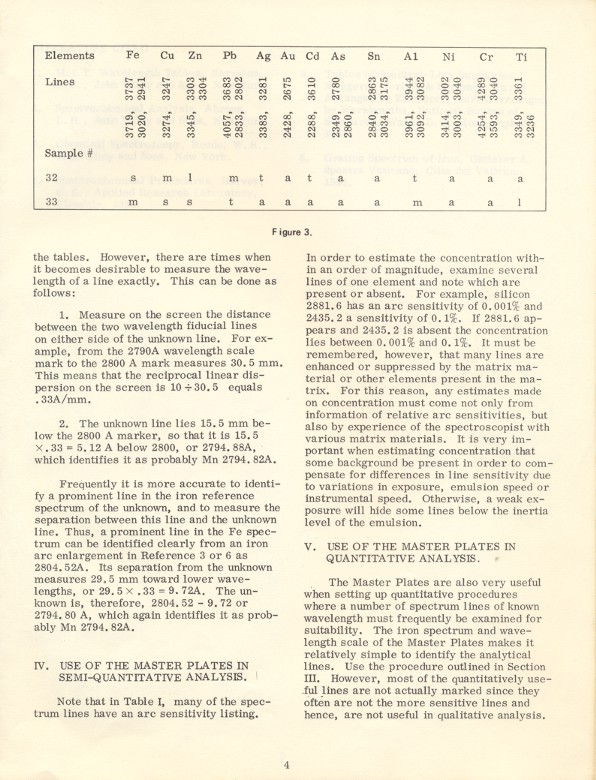 Elements Fe Cu Zn Pb Ag Au Cd As Sn Al Ni Cr Ti
Lines 3719, 3737 3020, 2941 3274, 3247 3345, 3303 3304 4057, 3683 2833, 2802 3383, 3281 2428, 2675 2288, 3610 2349, 2780 2860, 2840, 2863 3034, 3175 3961, 3944 3092, 3082 3414, 3002 3003, 3040 4254, 4289 3593, 3040 3349, 3361 3236
Sample #
32 s m l m t a t a a t a a a
33 m s s t a a a a a m a a l
Figure 3.
the tables. However, there are times when
it becomes desirable to measure the wave-
length of a line exactly. This can be done as
follows:
1. Measure on the screen the distance
between the two wavelength fiducial lines
on either side of the unknown line. For ex-
ample, from the 2790A wavelength scale
mark to the 2800 A mark measures 30.5 mm.
This means that the reciprocal linear dis-
persion on the screen is 10 ÷ 30.5 equals
.33A/mm.
2. The unknown line lies 15.5 mm be-
low the 2800 A marker, so that it is 15.5
× .33 = 5.12 A below 2800, or 2794.88A,
which identifies it as probably Mn 2794.82A.
Frequently it is more accurate to identi-
fy a prominent line in the iron reference
spectrum of the unknown, and to measure the
separation between this line and the unknown
line. Thus, a prominent line in the Fe spec-
trum can be identified clearly from an iron
arc enlargement in Reference 3 or 6 as
2804.52A. Its separation from the unknown
measures 29.5 mm toward lower wave-
lengths, or 29.5 × .33 = 9.72A. The un-
known is, therefore, 2804.52 - 9.72 or
2794.80 A, which again identifies it as prob-
ably Mn 2794.82A.
IV. USE OF THE MASTER PLATES IN
SEMI-QUANTITATIVE ANALYSIS.
Note that in Table I, many of the spec-
trum lines have an arc sensitivity listing.
In order to estimate the concentration with-
in an order of magnitude, examine several
lines of one element and note which are
present or absent. For example, silicon
2881.6 has an arc sensitivity of 0.001% and
2435.2 a sensitivity of 0.1%. If 2881.6 ap-
pears and 2435.2 is absent the concentration
lies between 0.001% and 0.1%. It must be
remembered, however, that many lines are
enhanced or suppressed by the matrix ma-
terial or other elements present in the ma-
trix. For this reason, any estimates made
on concentration must come not only from
information of relative arc sensitivities, but
also by experience of the spectroscopist with
various matrix materials. It is very im-
portant when estimating concentration that
some background be present in order to com-
pensate for differences in line sensitivity due
to variations in exposure, emulsion speed or
instrumental speed. Otherwise, a weak ex-
posure will hide some lines below the inertia
level of the emulsion.
V. USE OF THE MASTER PLATES IN
QUANTITATIVE ANALYSIS.
The Master Plates are also very useful
when setting up quantitative procedures
where a number of spectrum lines of known
wavelength must frequently be examined for
suitability. The iron spectrum and wave-
length scale of the Master Plates makes it
relatively simple to identify the analytical
lines. Use the procedure outlined in Section
III. However, most of the quantitatively use-
ful lines are not actually marked since they
often are not the more sensitive lines and
hence, are not useful in qualitative analysis.
4